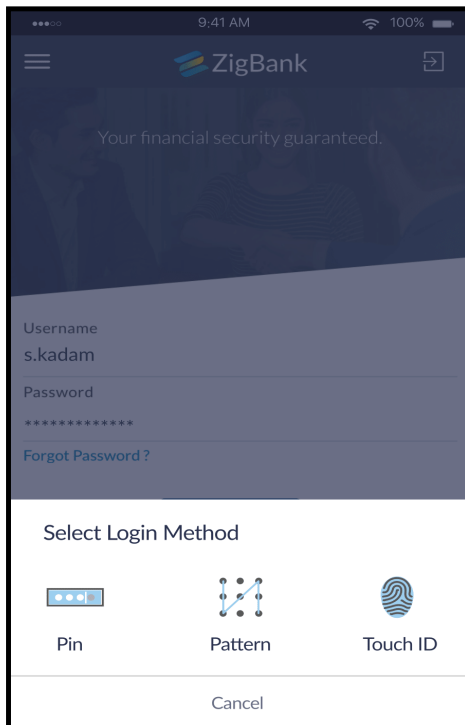 9:41 AM 100%
ZigBank
Your financial security guaranteed.
Username
s.kadam
Password
*************
Forgot Password ?
Select Login Method
Pin Pattern Touch ID
Cancel